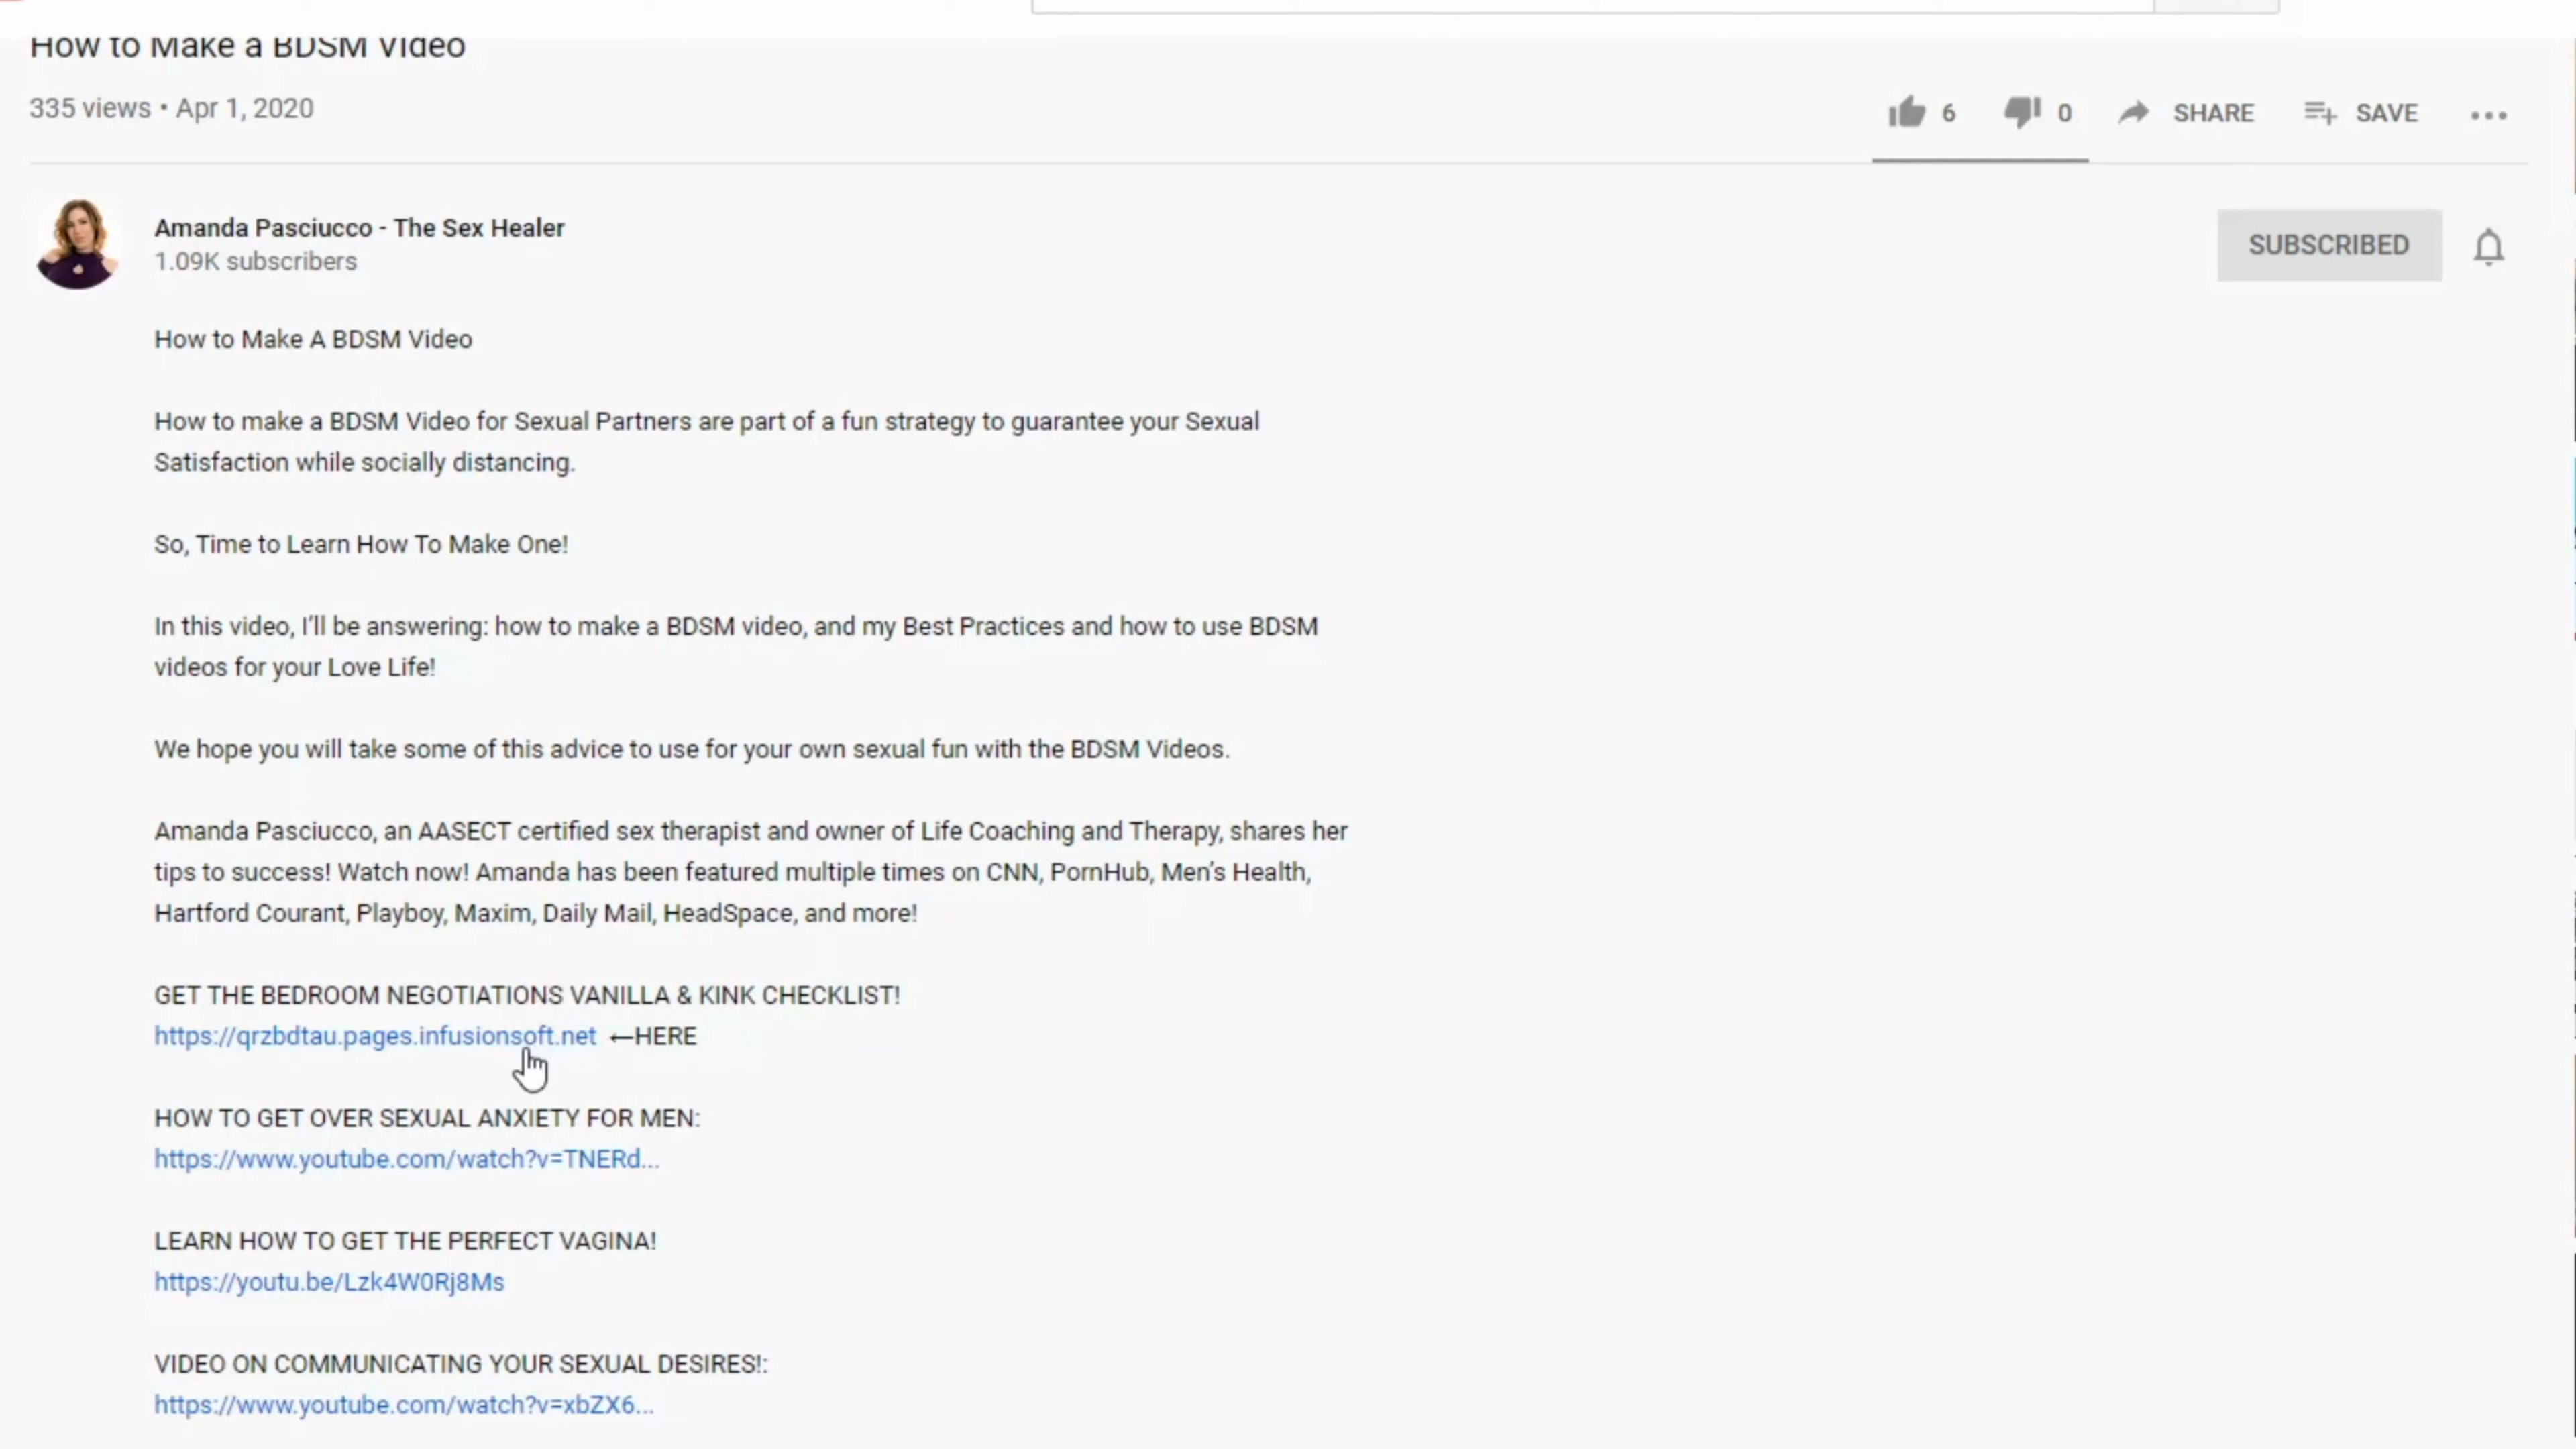 How to Make a BDSM Video
335 views • Apr 1, 2020
6 0 SHARE SAVE
Amanda Pasciucco - The Sex Healer
1.09K subscribers
SUBSCRIBED
How to Make A BDSM Video
How to make a BDSM Video for Sexual Partners are part of a fun strategy to guarantee your Sexual
Satisfaction while socially distancing.
So, Time to Learn How To Make One!
In this video, I'll be answering: how to make a BDSM video, and my Best Practices and how to use BDSM
videos for your Love Life!
We hope you will take some of this advice to use for your own sexual fun with the BDSM Videos.
Amanda Pasciucco, an AASECT certified sex therapist and owner of Life Coaching and Therapy, shares her
tips to success! Watch now! Amanda has been featured multiple times on CNN, PornHub, Men's Health,
Hartford Courant, Playboy, Maxim, Daily Mail, HeadSpace, and more!
GET THE BEDROOM NEGOTIATIONS VANILLA & KINK CHECKLIST!
https://qrzbdtau.pages.infusionsoft.net ←HERE
HOW TO GET OVER SEXUAL ANXIETY FOR MEN:
https://www.youtube.com/watch?v=TNERd...
LEARN HOW TO GET THE PERFECT VAGINA!
https://youtu.be/Lzk4W0Rj8Ms
VIDEO ON COMMUNICATING YOUR SEXUAL DESIRES!:
https://www.youtube.com/watch?v=xbZX6...